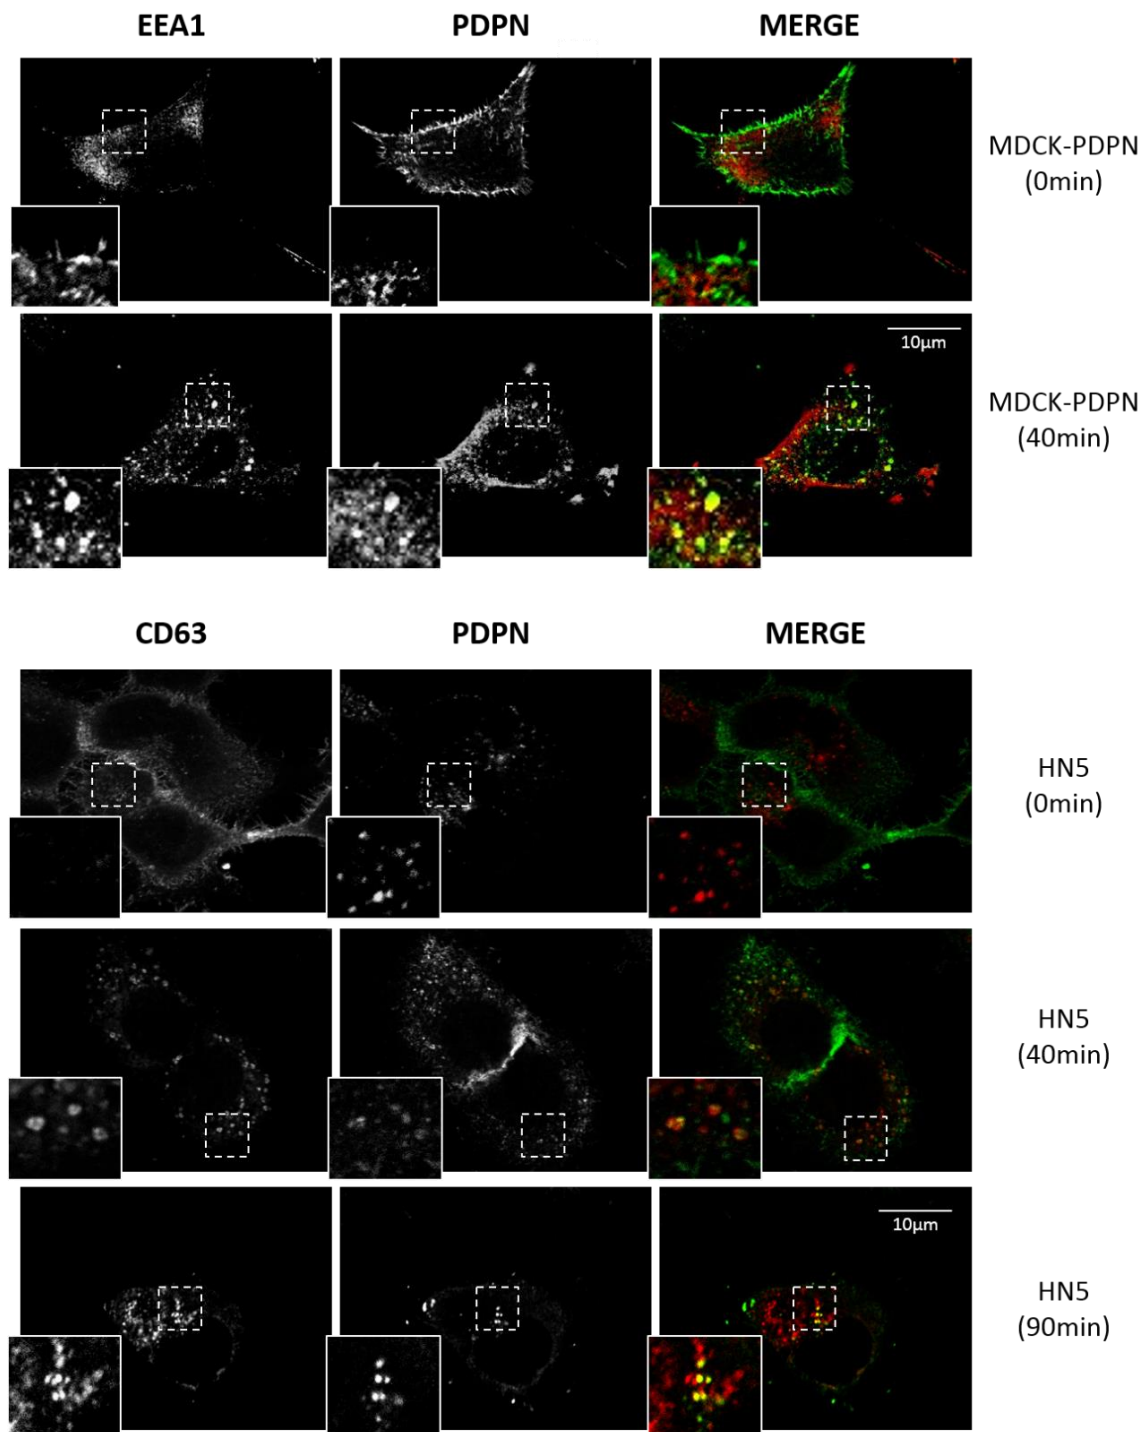 EEA1 PDPN MERGE
MDCK-PDPN
(0min)
10µm
MDCK-PDPN
(40min)
CD63 PDPN MERGE
HN5
(0min)
HN5
(40min)
10µm
HN5
(90min)